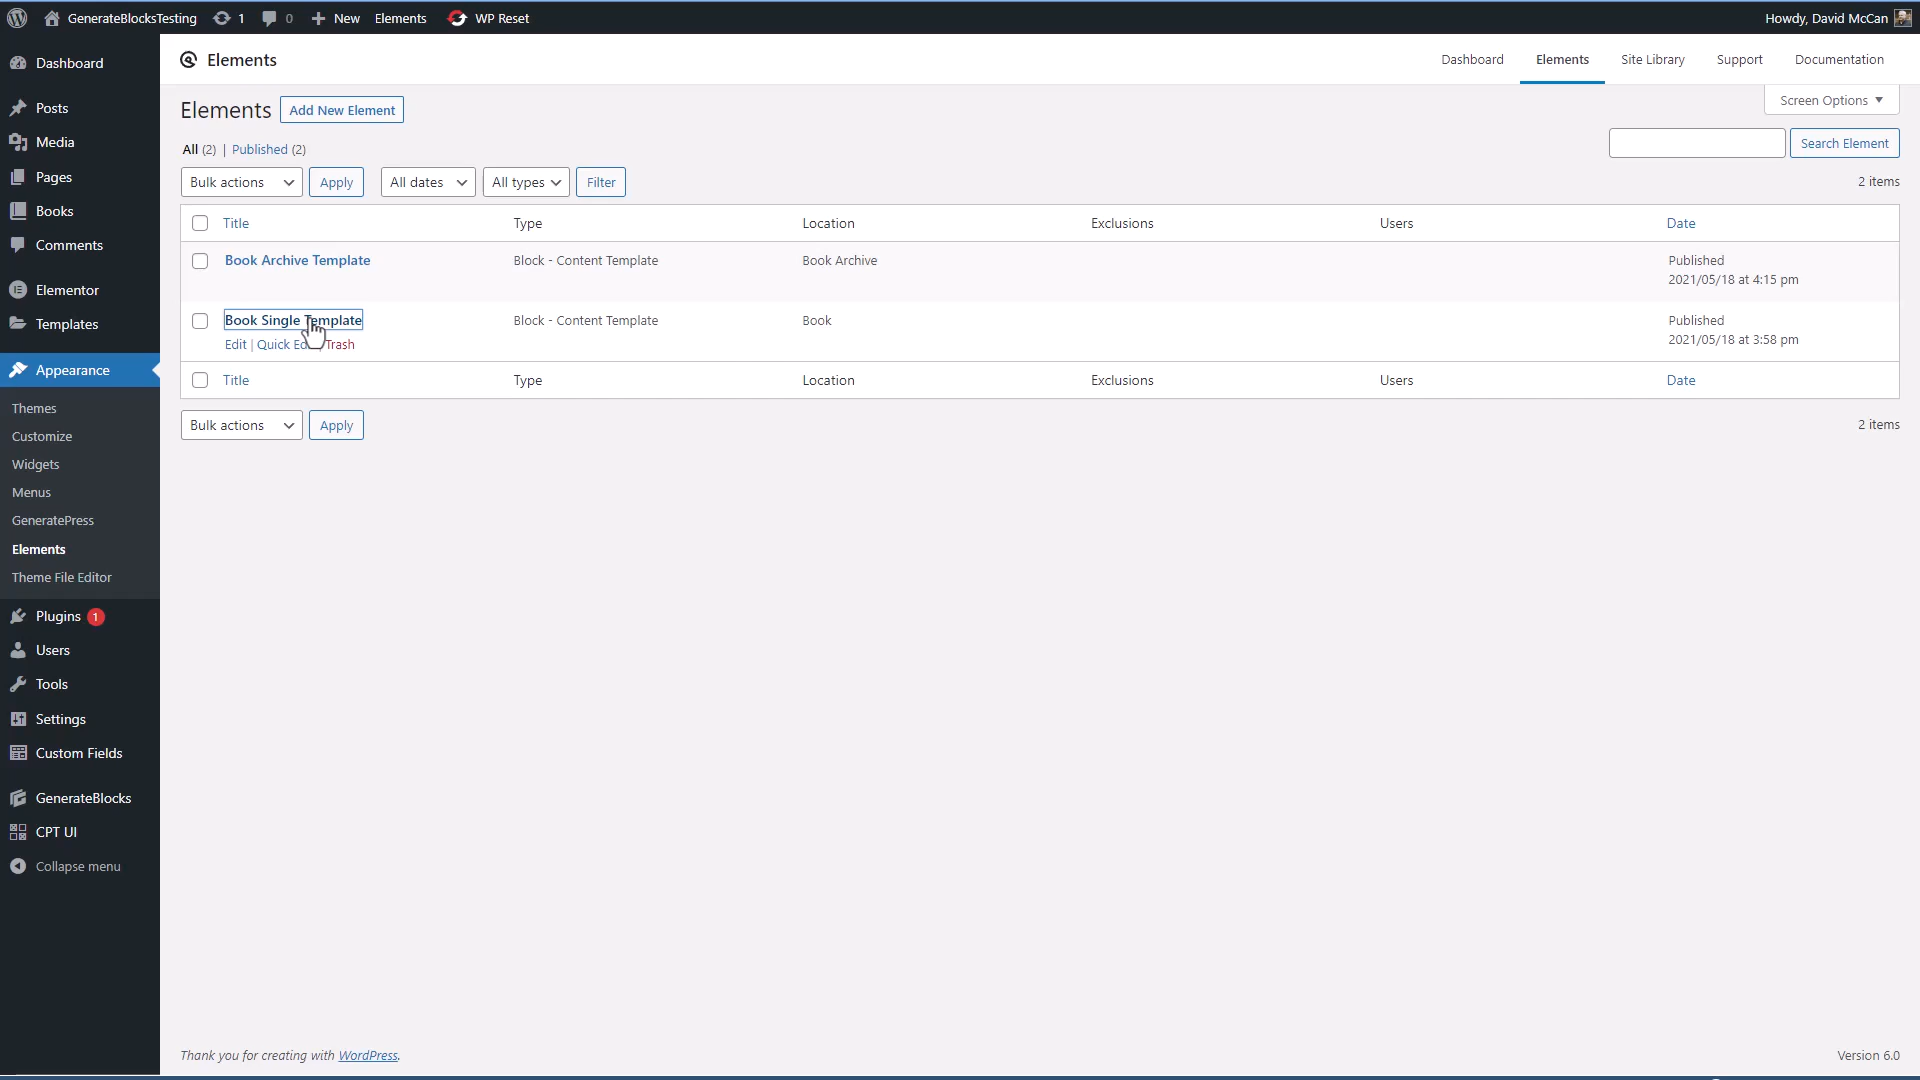 GenerateBlocksTesting 1 0 New Elements WP Reset Howdy, David McCan
Dashboard
Posts
Media
Pages
Books
Comments
Elementor
Templates
Appearance
Themes
Customize
Widgets
Menus
GeneratePress
Elements
Theme File Editor
Plugins 1
Users
Tools
Settings
Custom Fields
GenerateBlocks
CPT UI
Collapse menu
Elements Dashboard Elements Site Library Support Documentation
Screen Options
Elements Add New Element
All (2) | Published (2)
Search Element
Bulk actions Apply All dates All types Filter 2 items
Title Type Location Exclusions Users Date
Book Archive Template Block - Content Template Book Archive Published
2021/05/18 at 4:15 pm
Book Single Template Block - Content Template Book Published
Edit | Quick Ed | Trash 2021/05/18 at 3:58 pm
Title Type Location Exclusions Users Date
Bulk actions Apply 2 items
Thank you for creating with WordPress. Version 6.0